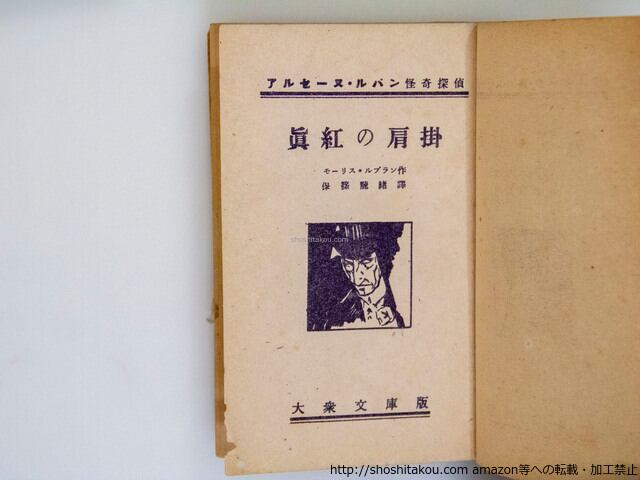 アルセーヌ・ルパン怪奇探偵
眞紅の肩掛
モーリス・ルブラン作
保篠龍緒譯
shoshitakou.com
大衆文庫版
http://shoshitakou.com amazon等への転載・加工禁止